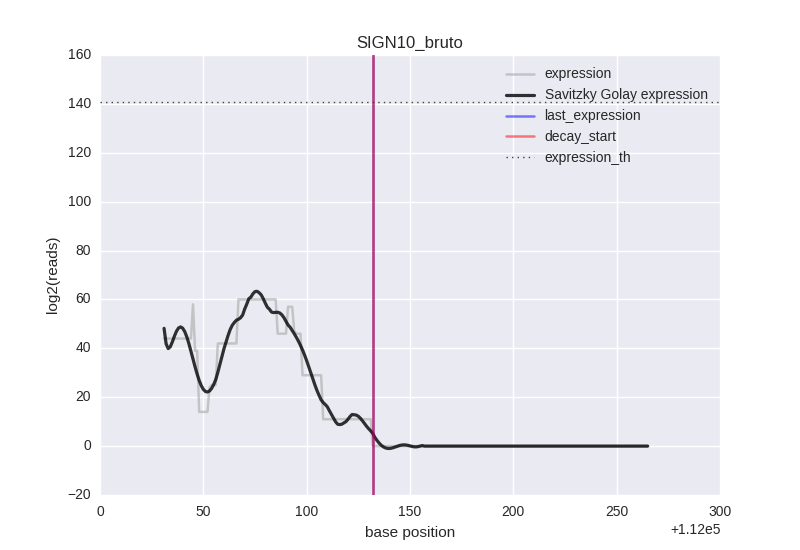 SIGN10_bruto
160
140
120
100
80
60
40
20
0
−20
log2(reads)
expression
Savitzky Golay expression
last_expression
decay_start
expression_th
0
50
100
150
200
250
300
base position
+1.12e5